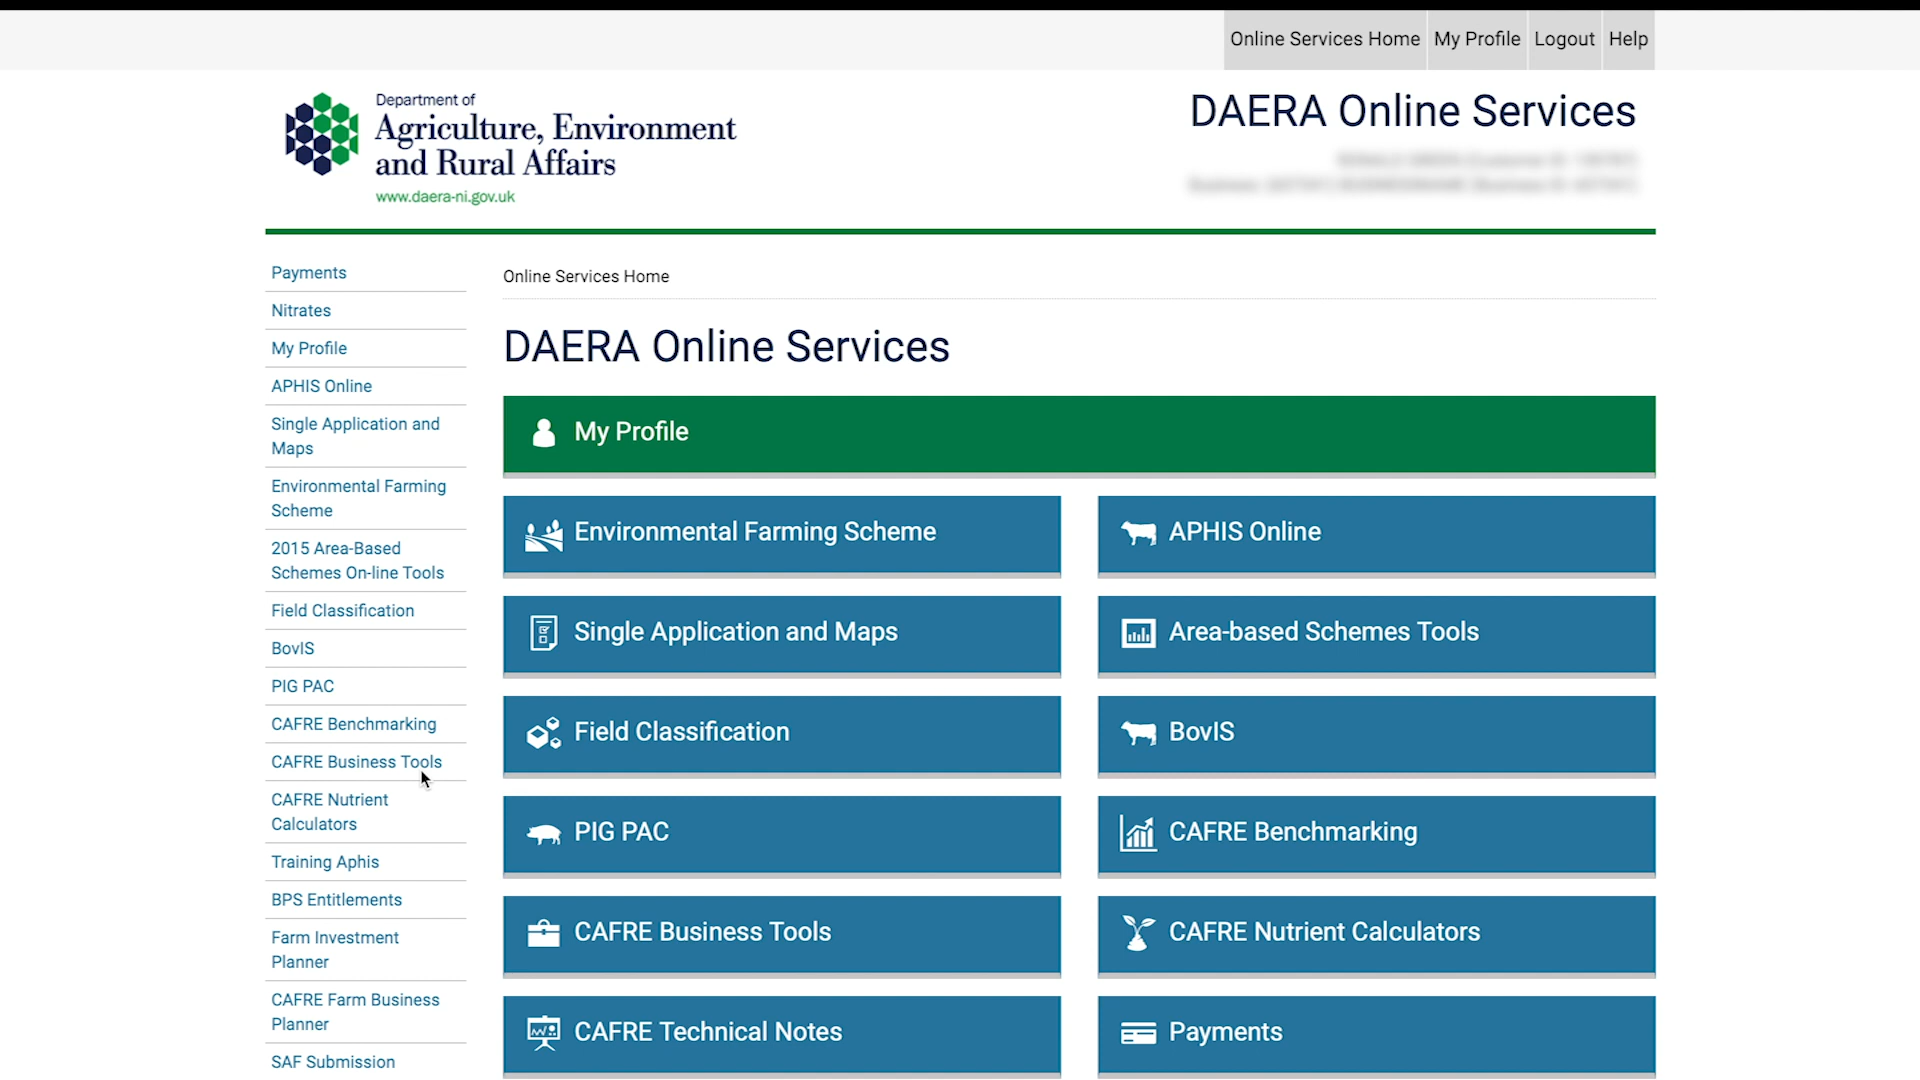 Online Services Home My Profile Logout Help
Department of
Agriculture, Environment
and Rural Affairs
www.daera-ni.gov.uk
DAERA Online Services
Payments
Nitrates
My Profile
APHIS Online
Single Application and
Maps
Environmental Farming
Scheme
2015 Area-Based
Schemes On-line Tools
Field Classification
BovIS
PIG PAC
CAFRE Benchmarking
CAFRE Business Tools
CAFRE Nutrient
Calculators
Training Aphis
BPS Entitlements
Farm Investment
Planner
CAFRE Farm Business
Planner
SAF Submission
Online Services Home
DAERA Online Services
My Profile
Environmental Farming Scheme
APHIS Online
Single Application and Maps
Area-based Schemes Tools
Field Classification
BovIS
PIG PAC
CAFRE Benchmarking
CAFRE Business Tools
CAFRE Nutrient Calculators
CAFRE Technical Notes
Payments